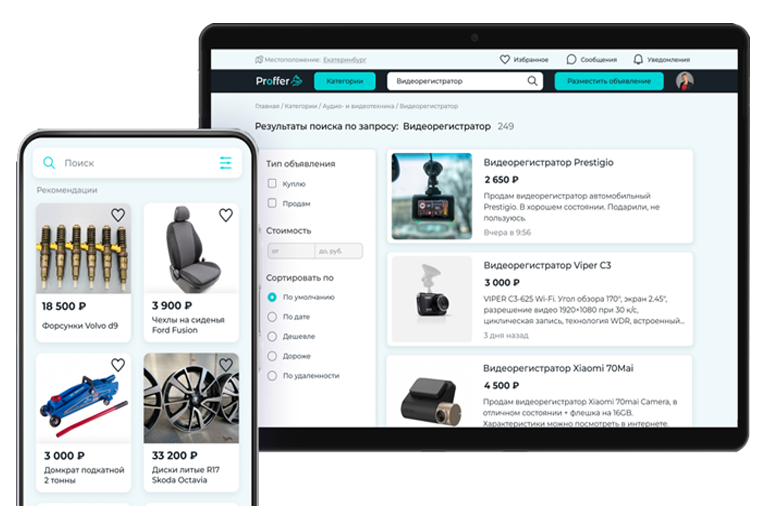 Местоположение: Екатеринбург
Избранное
Сообщения
Уведомления
Proffer
Категории
Видеорегистратор
Разместить объявление
Главная / Категории / Аудио- и видеотехника / Видеорегистратор
Результаты поиска по запросу: Видеорегистратор 249
Тип объявления
Куплю
Продам
Стоимость
от
до, руб.
Сортировать по
По умолчанию
По дате
Дешевле
Дороже
По удаленности
Видеорегистратор Prestigio
2 650 ₽
Продам видеорегистратор автомобильный
Prestigio. В хорошем состоянии. Подарили, не
пользуюсь.
Вчера в 9:56
Видеорегистратор Viper C3
3 000 ₽
VIPER C3-625 Wi-Fi. Угол обзора 170°, экран 2.45",
разрешение видео 1920×1080 при 30 к/с,
циклическая запись, технология WDR, встроенный...
3 дня назад
Видеорегистратор Xiaomi 70Mai
4 500 ₽
Продам видеорегистратор Xiaomi 70mai Camera, в
отличном состоянии + флешка на 16GB.
Характеристики можно посмотреть в интернете.
Поиск
Рекомендации
18 500 ₽
Форсунки Volvo d9
3 900 ₽
Чехлы на сиденья
Ford Fusion
3 000 ₽
Домкрат подкатной
2 тонны
33 200 ₽
Диски литые R17
Skoda Octavia